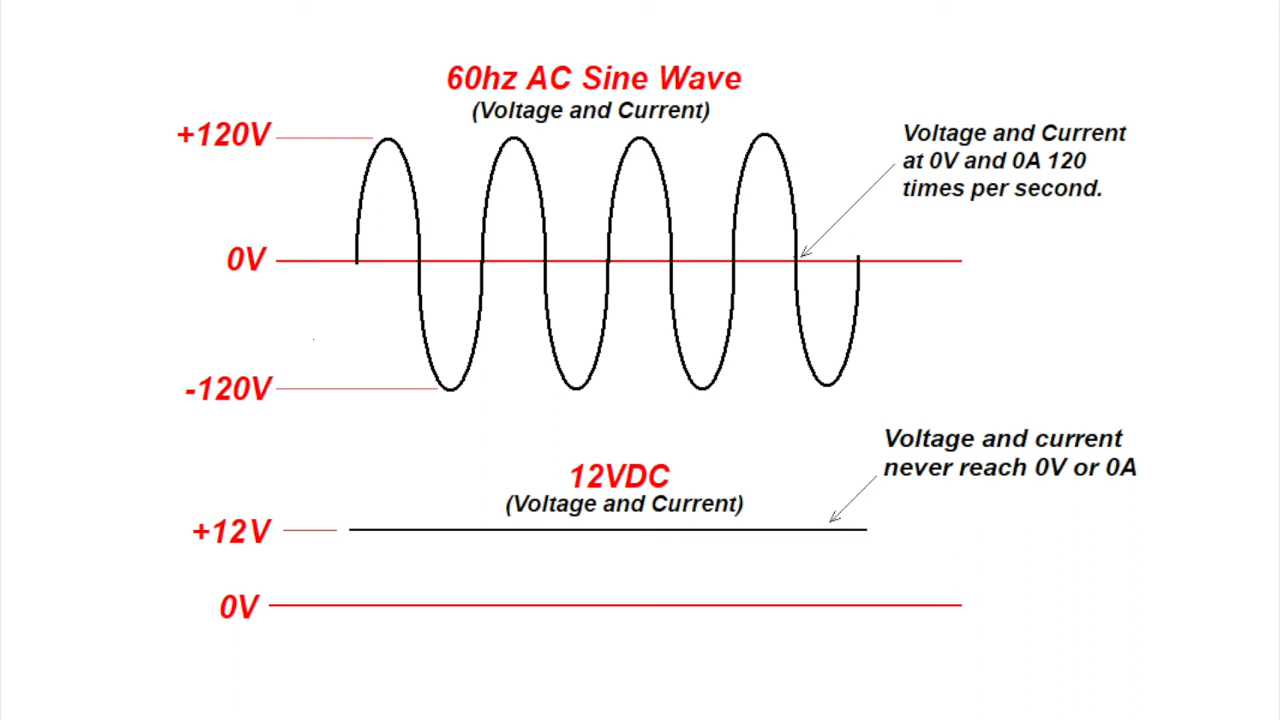 60hz AC Sine Wave
(Voltage and Current)
+120V
Voltage and Current
at 0V and 0A 120
times per second.
0V
-120V
Voltage and current
never reach 0V or 0A
12VDC
(Voltage and Current)
+12V
0V